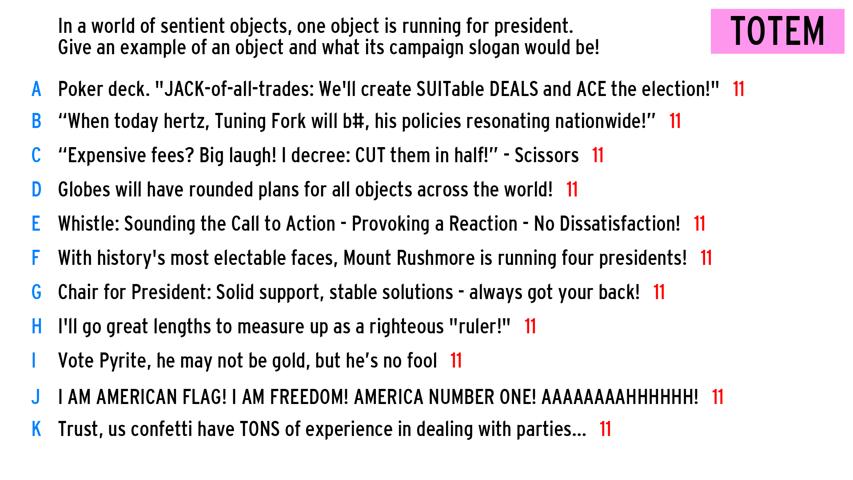 In a world of sentient objects, one object is running for president.
Give an example of an object and what its campaign slogan would be!
TOTEM
A Poker deck. "JACK-of-all-trades: We'll create SUITable DEALS and ACE the election!" 11
B “When today hertz, Tuning Fork will b#, his policies resonating nationwide!” 11
C “Expensive fees? Big laugh! I decree: CUT them in half!” - Scissors 11
D Globes will have rounded plans for all objects across the world! 11
E Whistle: Sounding the Call to Action - Provoking a Reaction - No Dissatisfaction! 11
F With history's most electable faces, Mount Rushmore is running four presidents! 11
G Chair for President: Solid support, stable solutions - always got your back! 11
H I'll go great lengths to measure up as a righteous "ruler!" 11
I Vote Pyrite, he may not be gold, but he’s no fool 11
J I AM AMERICAN FLAG! I AM FREEDOM! AMERICA NUMBER ONE! AAAAAAAAHHHHHH! 11
K Trust, us confetti have TONS of experience in dealing with parties... 11